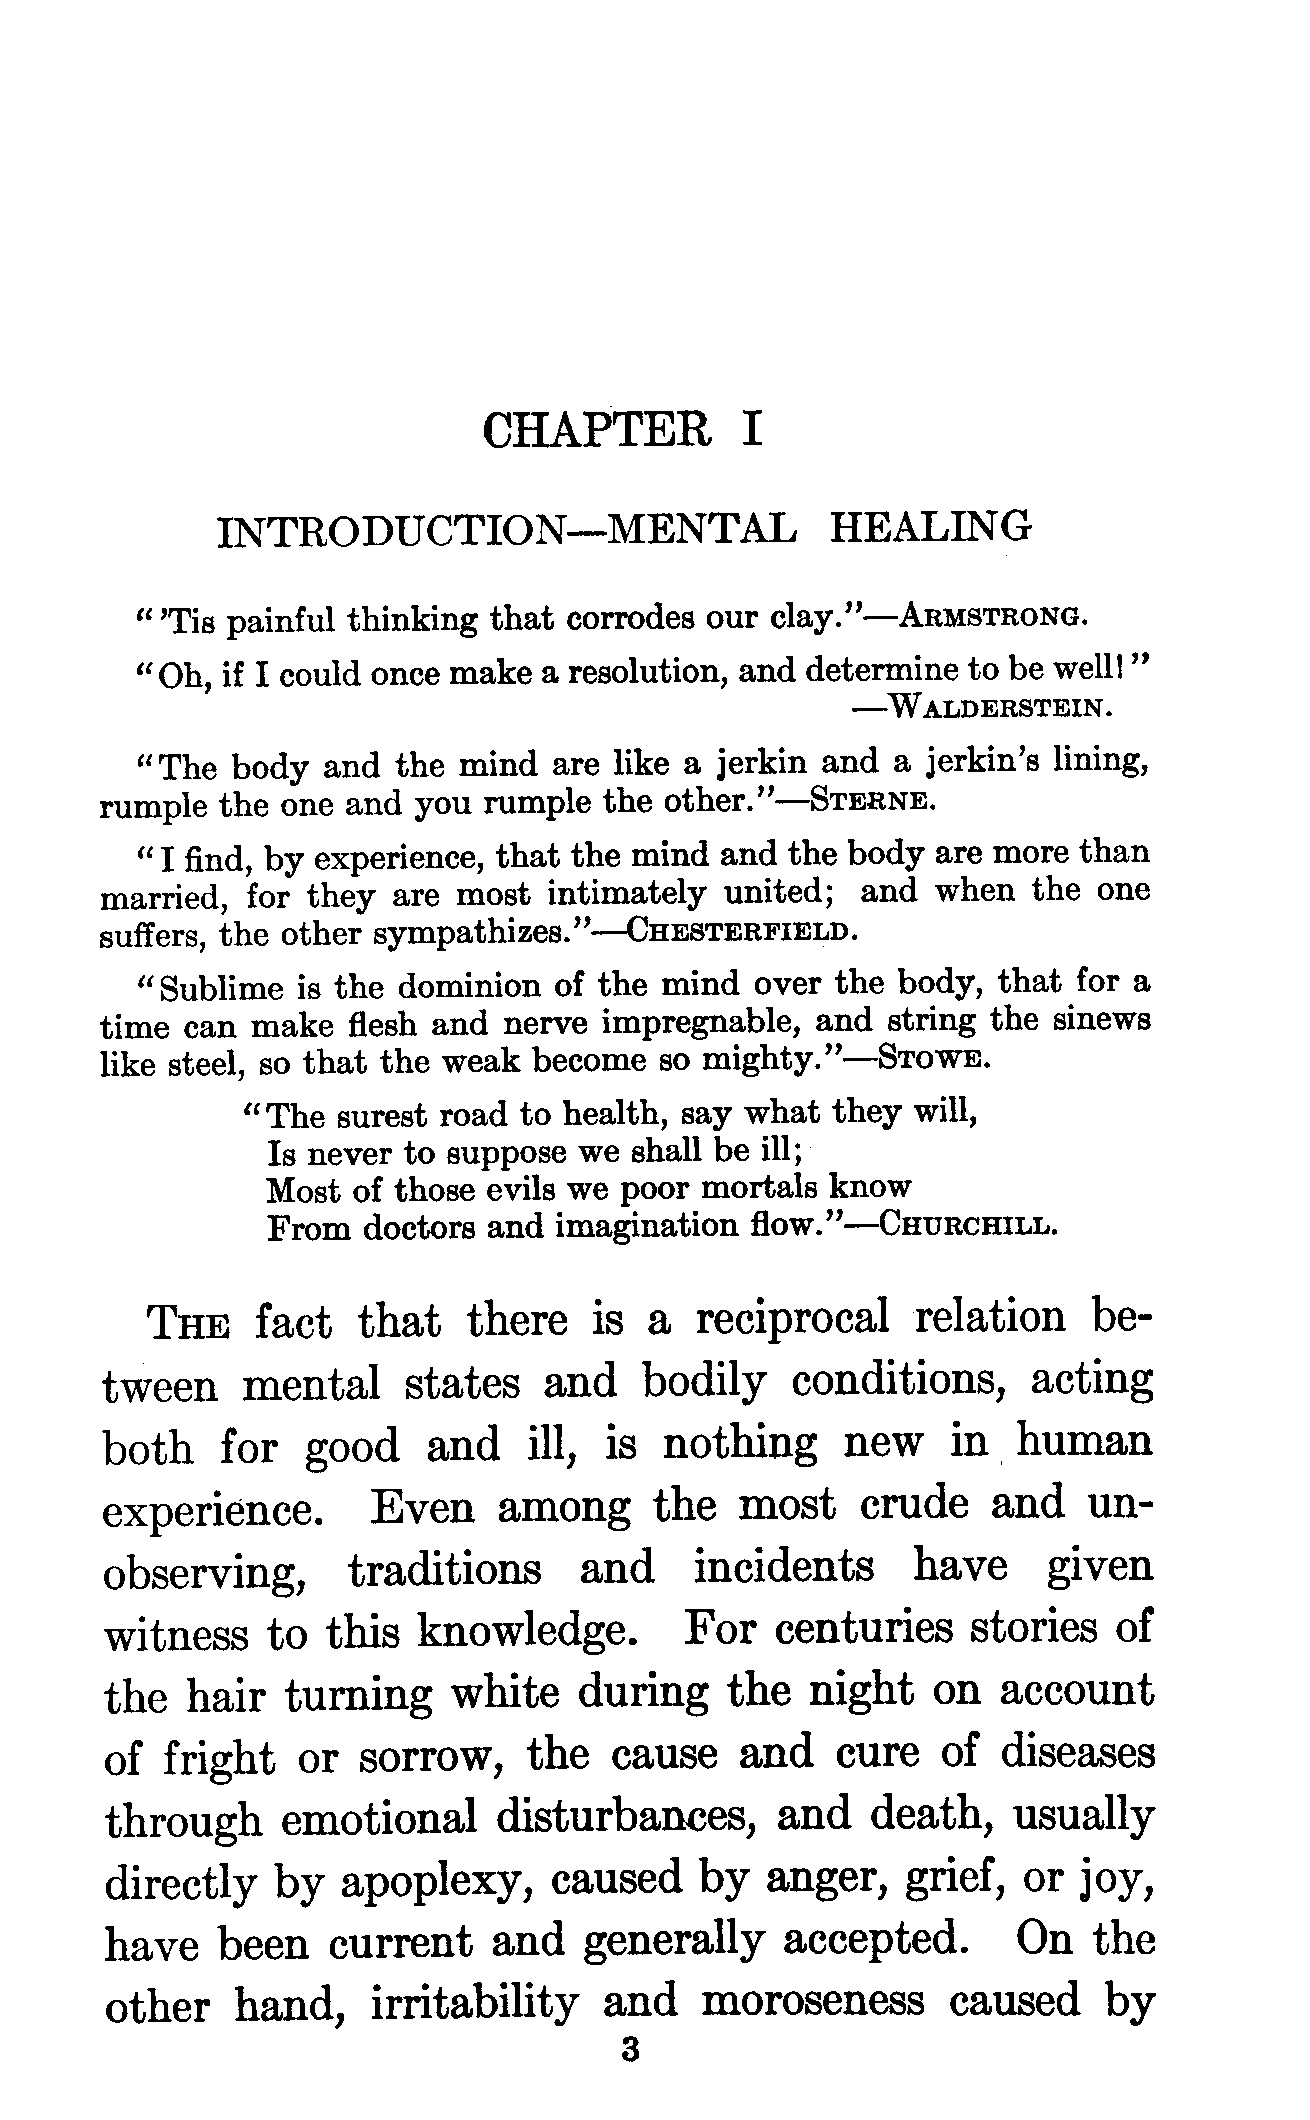 CHAPTER I
INTRODUCTION—MENTAL HEALING
“’Tis painful thinking that corrodes our clay.”—ARMSTRONG.
“Oh, if I could once make a resolution, and determine to be well!”
—WALDERSTEIN.
“The body and the mind are like a jerkin and a jerkin’s lining,
rumple the one and you rumple the other.”—STERNE.
“I find, by experience, that the mind and the body are more than
married, for they are most intimately united; and when the one
suffers, the other sympathizes.”—CHESTERFIELD.
“Sublime is the dominion of the mind over the body, that for a
time can make flesh and nerve impregnable, and string the sinews
like steel, so that the weak become so mighty.”—STOWE.
“The surest road to health, say what they will,
Is never to suppose we shall be ill;
Most of those evils we poor mortals know
From doctors and imagination flow.”—CHURCHILL.
THE fact that there is a reciprocal relation be-
tween mental states and bodily conditions, acting
both for good and ill, is nothing new in human
experience. Even among the most crude and un-
observing, traditions and incidents have given
witness to this knowledge. For centuries stories of
the hair turning white during the night on account
of fright or sorrow, the cause and cure of diseases
through emotional disturbances, and death, usually
directly by apoplexy, caused by anger, grief, or joy,
have been current and generally accepted. On the
other hand, irritability and moroseness caused by
3